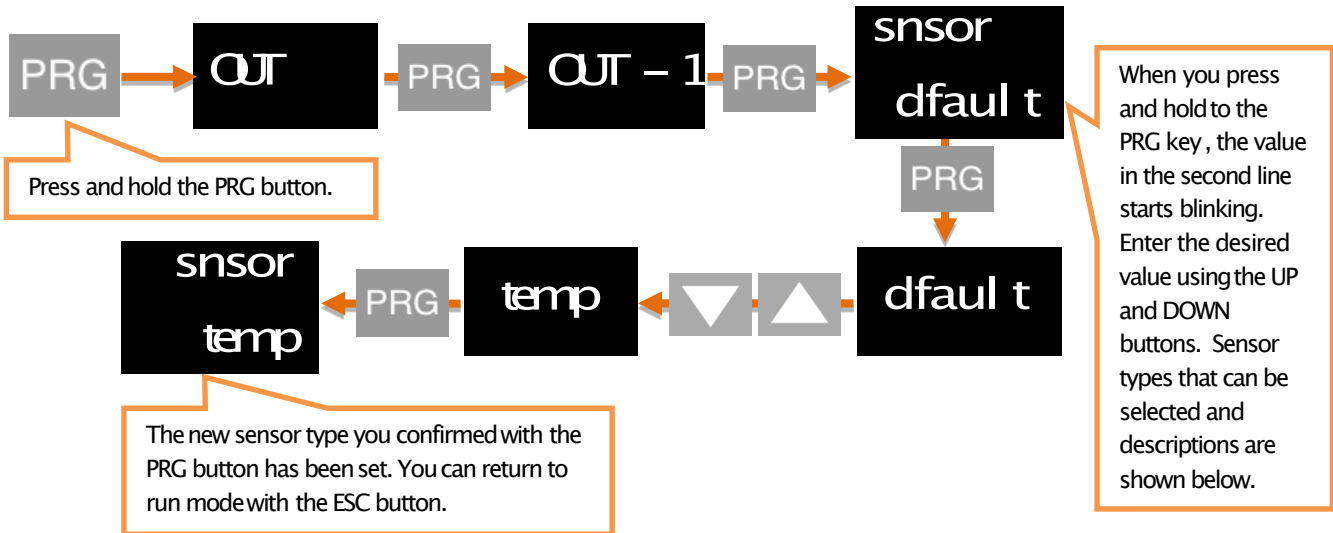 PRG
OUT
PRG
OUT – 1
PRG
snsor
dfault
When you press
and hold to the
PRG key, the value
in the second line
starts blinking.
Enter the desired
value using the UP
and DOWN
buttons. Sensor
types that can be
selected and
descriptions are
shown below.
Press and hold the PRG button.
PRG
dfault
temp
PRG
snsor
temp
The new sensor type you confirmed with the
PRG button has been set. You can return to
run mode with the ESC button.